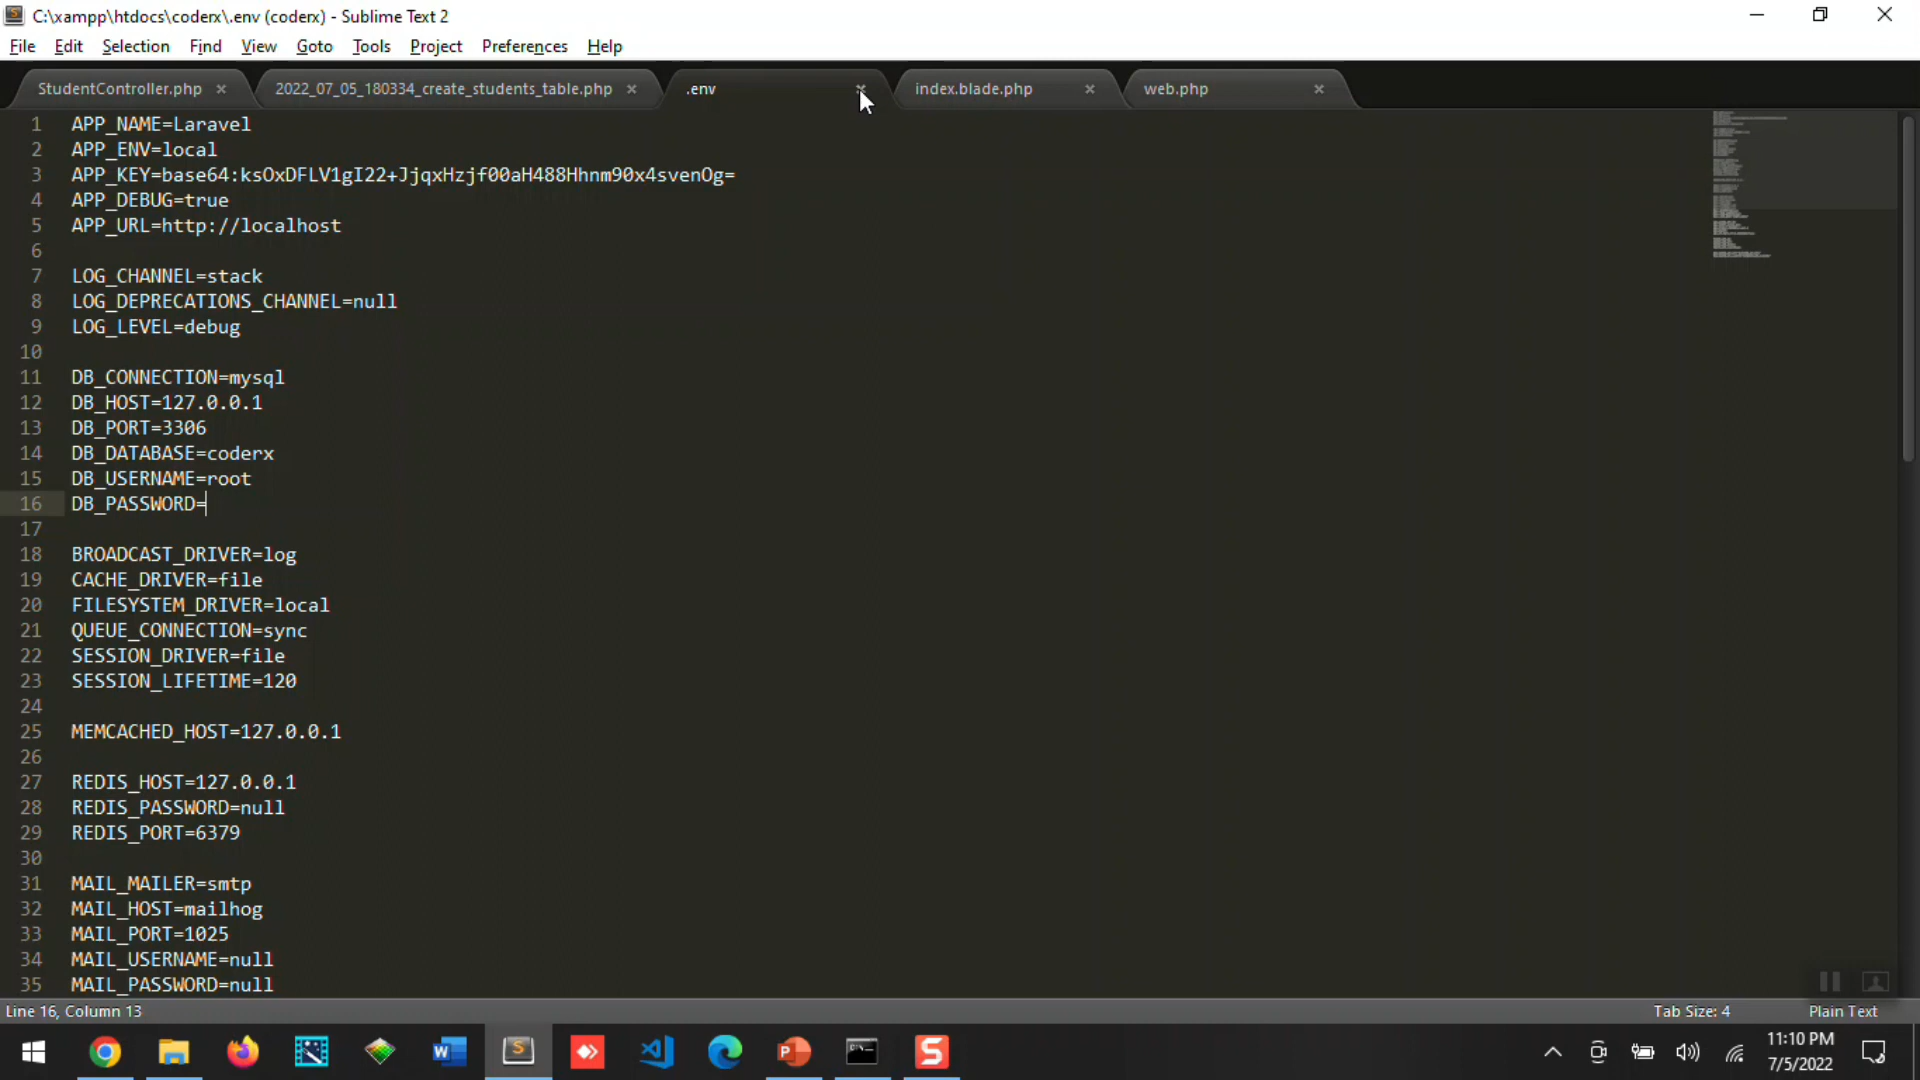 C:\xampp\htdocs\coderx\.env (coderx) - Sublime Text 2
File Edit Selection Find View Goto Tools Project Preferences Help
StudentController.php × 2022_07_05_180334_create_students_table.php × .env × index.blade.php × web.php ×
1 APP_NAME=Laravel
2 APP_ENV=local
3 APP_KEY=base64:ksOxDFLV1gI22+JjqxHzjf00aH488Hhnm90x4svenOg=
4 APP_DEBUG=true
5 APP_URL=http://localhost
6
7 LOG_CHANNEL=stack
8 LOG_DEPRECATIONS_CHANNEL=null
9 LOG_LEVEL=debug
10
11 DB_CONNECTION=mysql
12 DB_HOST=127.0.0.1
13 DB_PORT=3306
14 DB_DATABASE=coderx
15 DB_USERNAME=root
16 DB_PASSWORD=
17
18 BROADCAST_DRIVER=log
19 CACHE_DRIVER=file
20 FILESYSTEM_DRIVER=local
21 QUEUE_CONNECTION=sync
22 SESSION_DRIVER=file
23 SESSION_LIFETIME=120
24
25 MEMCACHED_HOST=127.0.0.1
26
27 REDIS_HOST=127.0.0.1
28 REDIS_PASSWORD=null
29 REDIS_PORT=6379
30
31 MAIL_MAILER=smtp
32 MAIL_HOST=mailhog
33 MAIL_PORT=1025
34 MAIL_USERNAME=null
35 MAIL_PASSWORD=null
Line 16, Column 13 Tab Size: 4 Plain Text
11:10 PM
7/5/2022